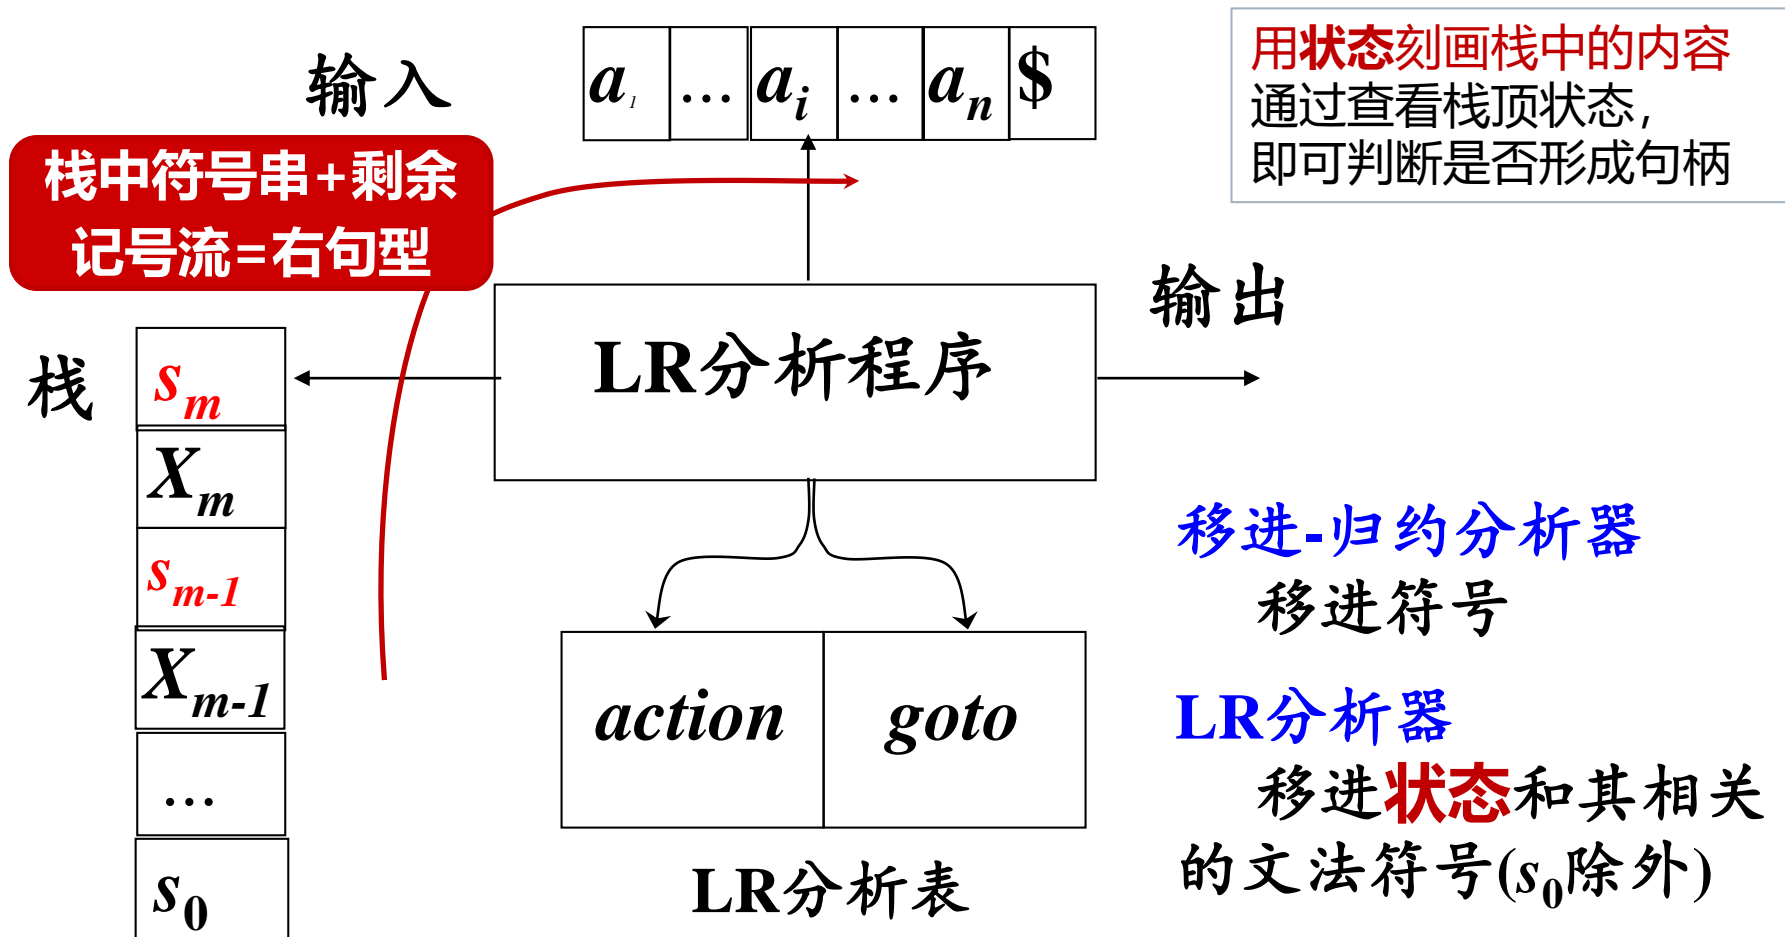 输入
a1 … ai … an $
用状态刻画栈中的内容
通过查看栈顶状态，
即可判断是否形成句柄
栈中符号串+剩余
记号流=右句型
输出
LR分析程序
栈
sm
Xm
sm-1
Xm-1
…
s0
action goto
LR分析表
移进-归约分析器
移进符号
LR分析器
移进状态和其相关
的文法符号(s0除外)